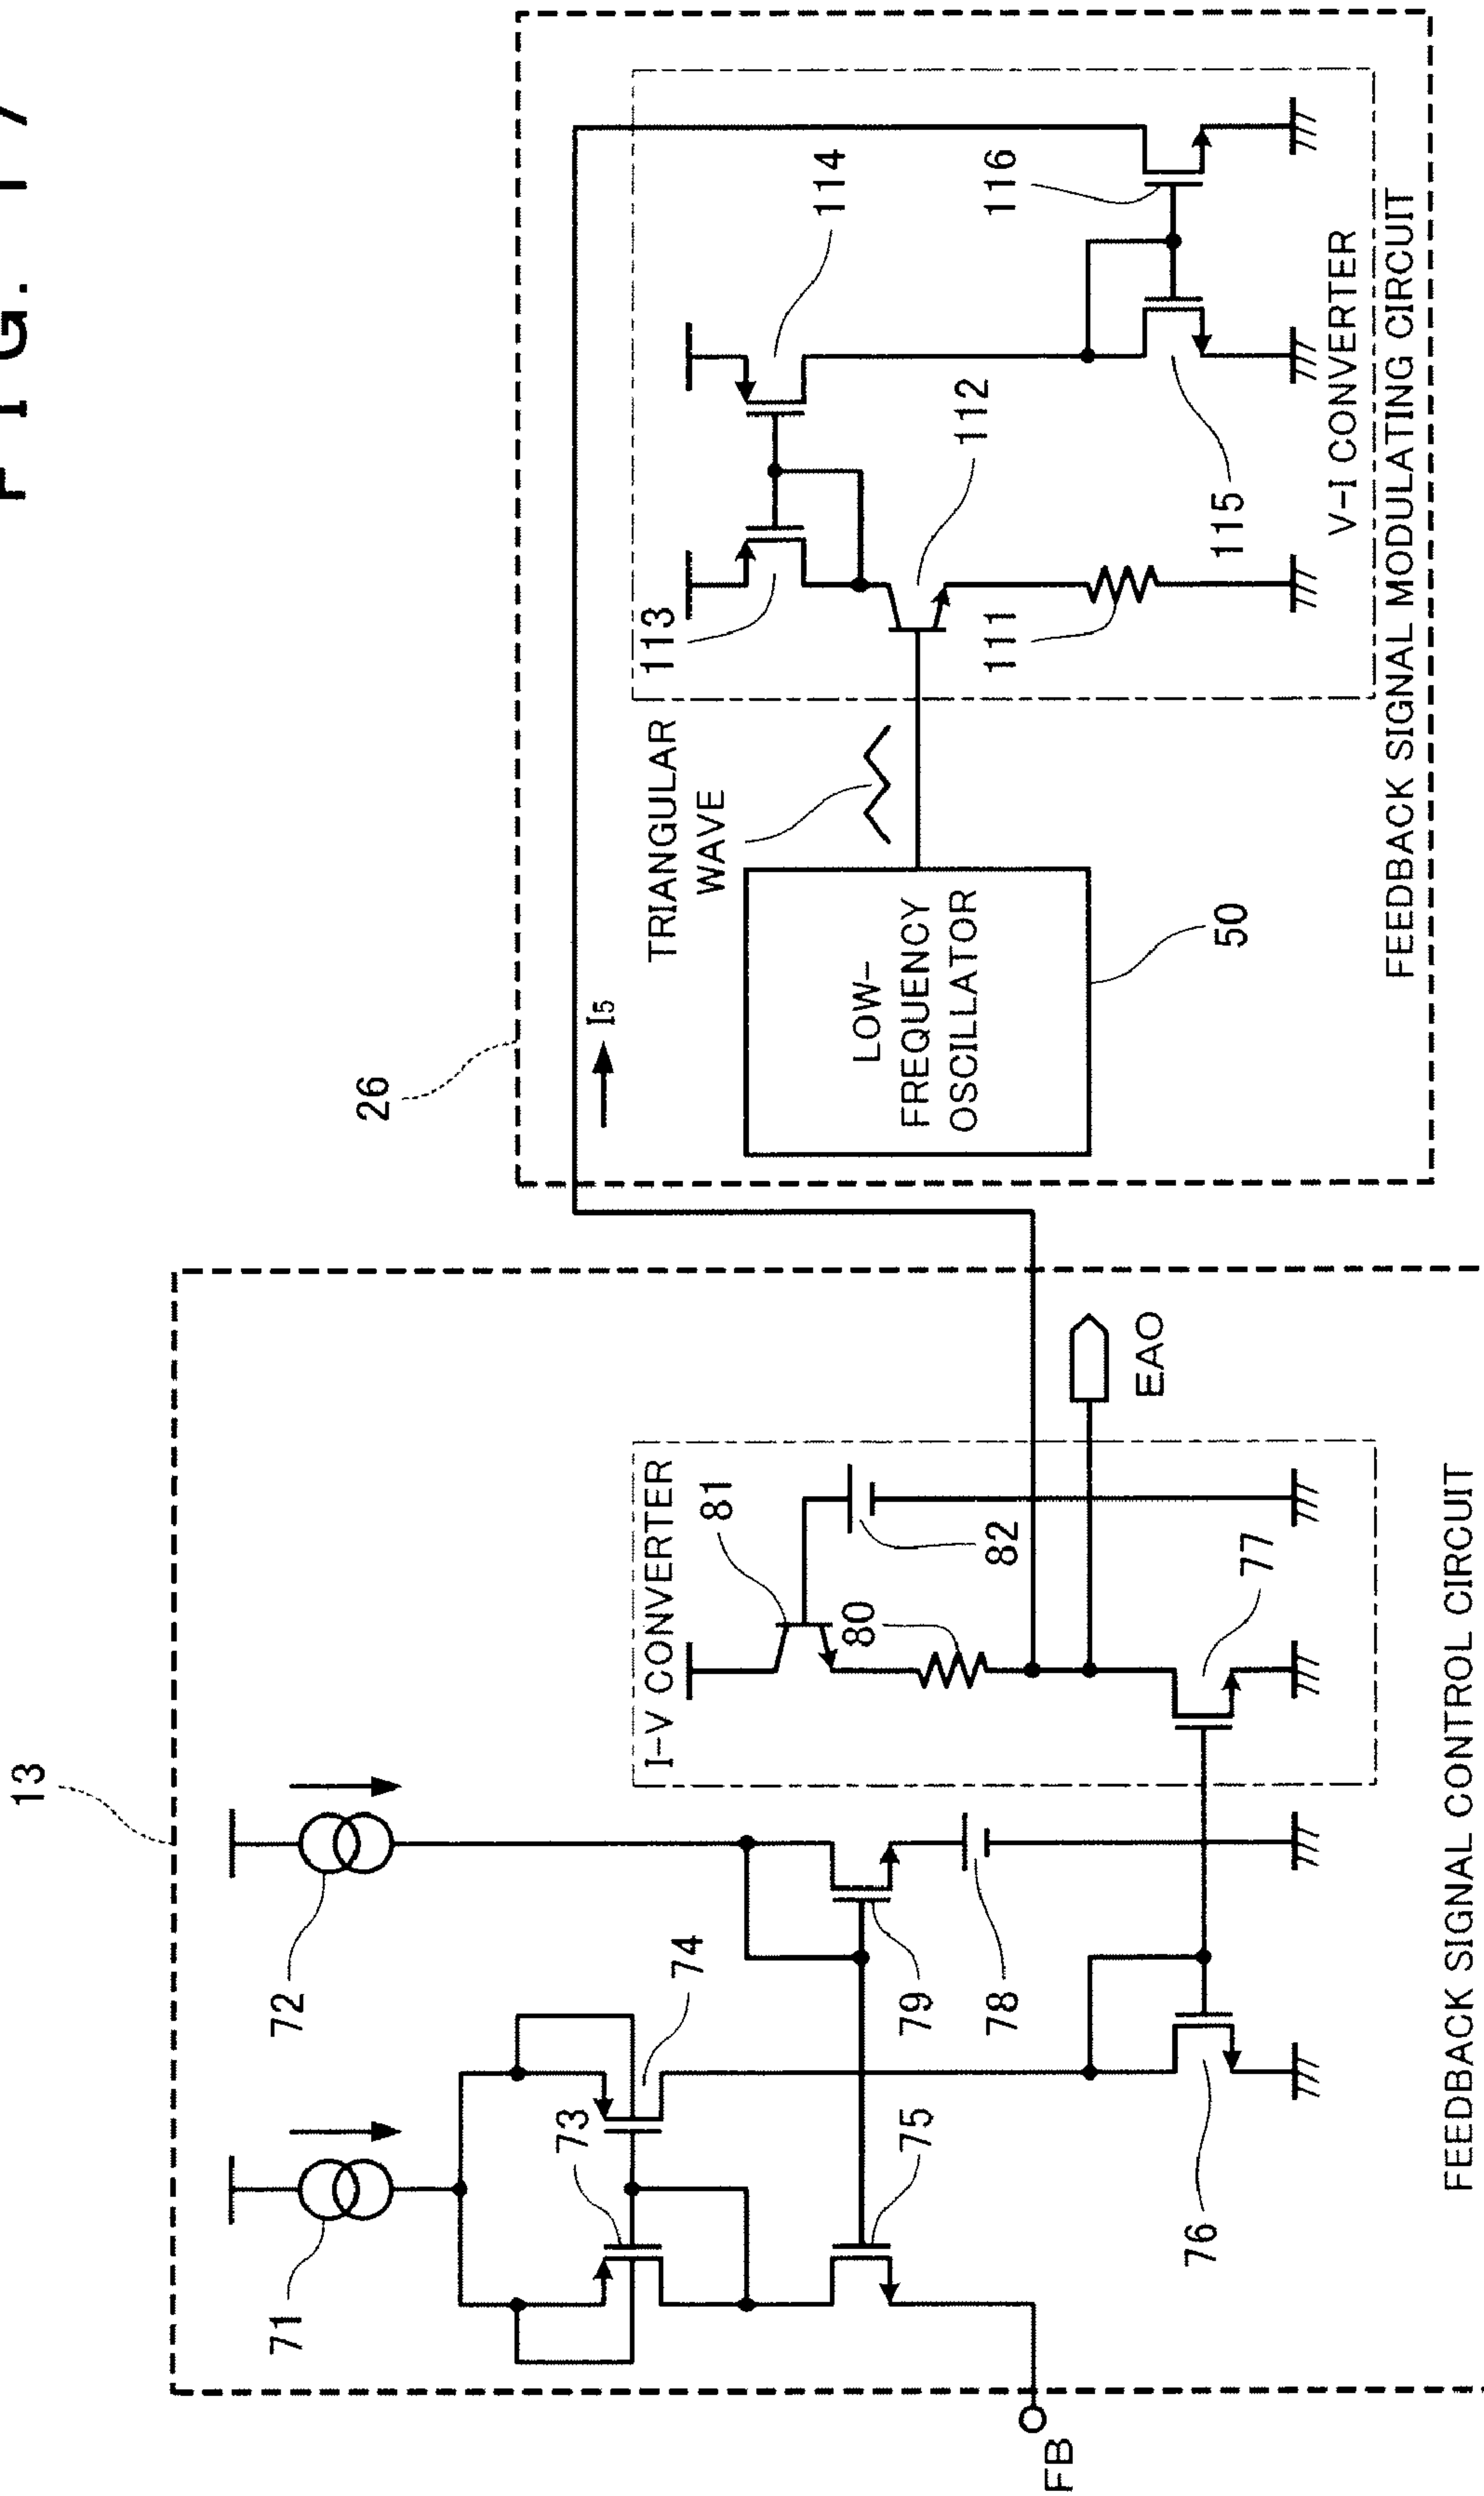 FIG. 17
13
FEEDBACK SIGNAL CONTROL CIRCUIT
71
72
73
74
75
79
78
76
FB
I-V CONVERTER
81
80
82
77
EAO
26
I5
LOW-
FREQUENCY
OSCILLATOR
50
TRIANGULAR
WAVE
113
114
112
111
115
116
V-I CONVERTER
FEEDBACK SIGNAL MODULATING CIRCUIT